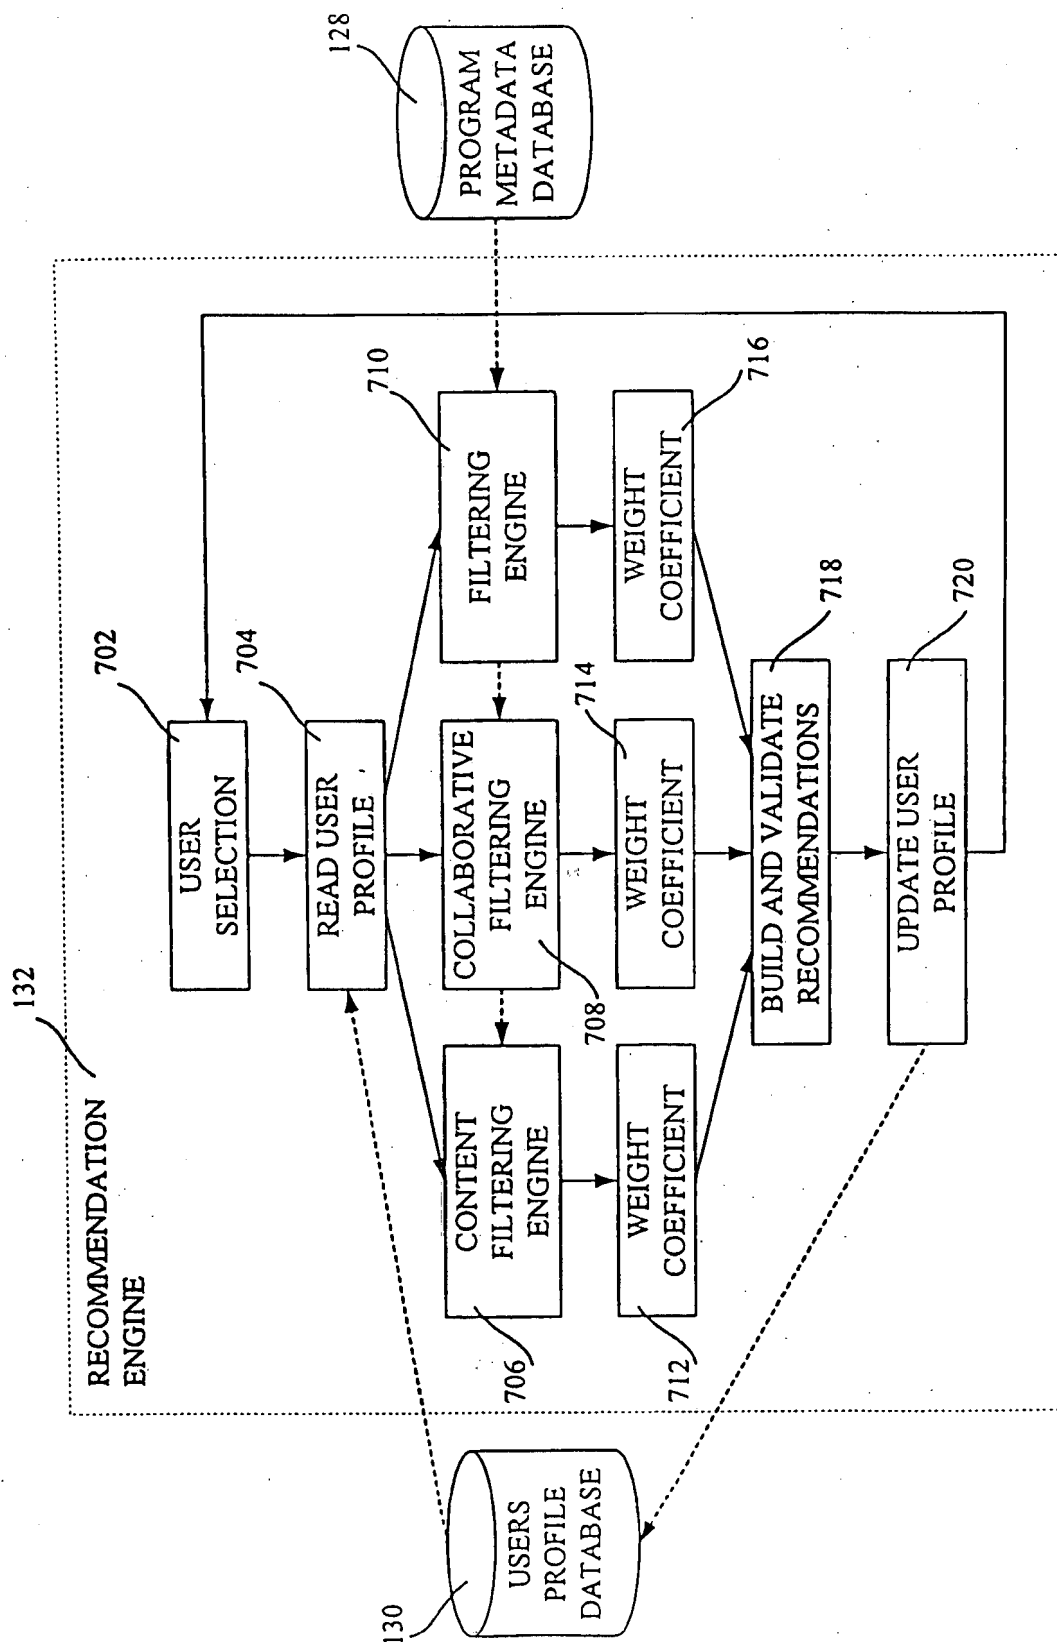 132
RECOMMENDATION
ENGINE
702
USER
SELECTION
704
READ USER
PROFILE
130
USERS
PROFILE
DATABASE
706
CONTENT
FILTERING
ENGINE
708
COLLABORATIVE
FILTERING
ENGINE
710
FILTERING
ENGINE
128
PROGRAM
METADATA
DATABASE
712
WEIGHT
COEFFICIENT
714
WEIGHT
COEFFICIENT
716
WEIGHT
COEFFICIENT
718
BUILD AND VALIDATE
RECOMMENDATIONS
720
UPDATE USER
PROFILE